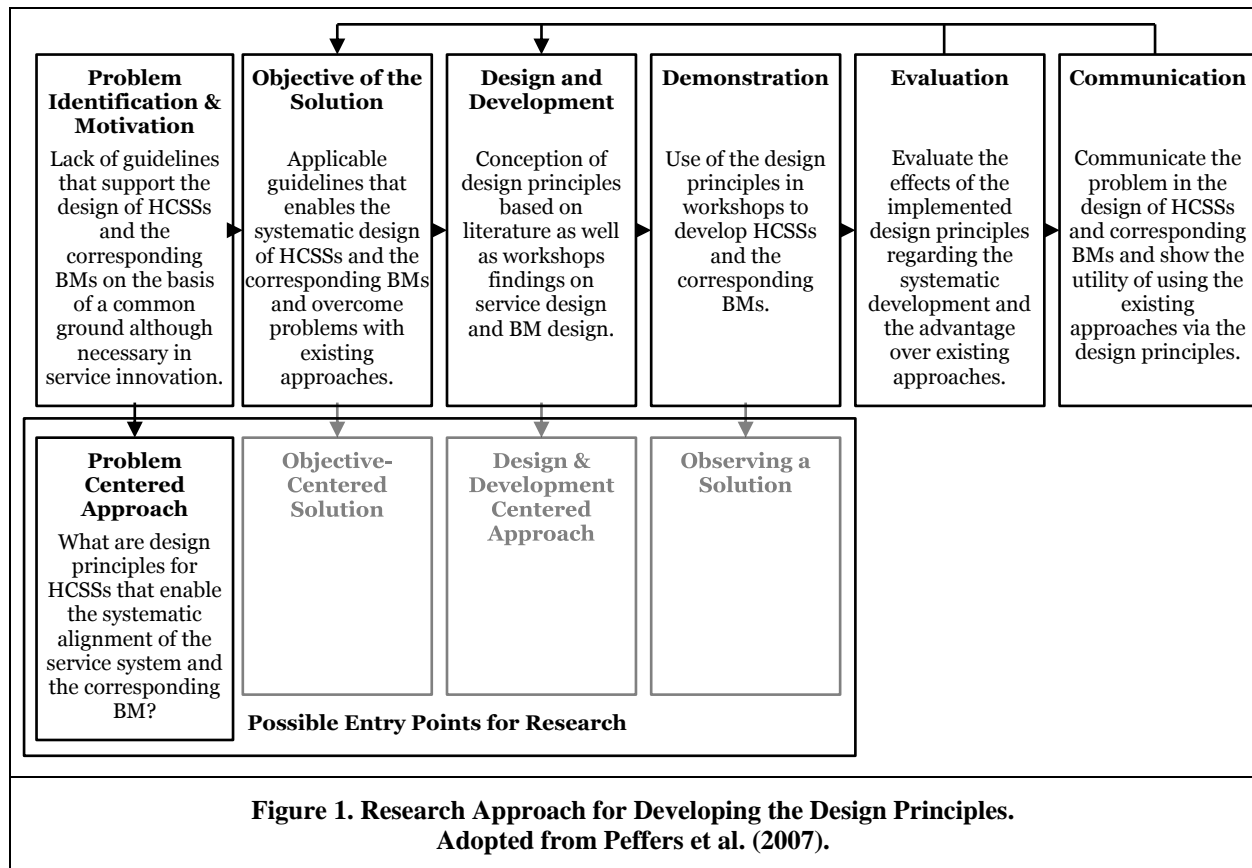 Problem
Identification &
Motivation
Lack of guidelines
that support the
design of HCSSs
and the
corresponding
BMs on the basis
of a common
ground although
necessary in
service innovation.
Objective of the
Solution
Applicable
guidelines that
enables the
systematic design
of HCSSs and the
corresponding BMs
and overcome
problems with
existing
approaches.
Design and
Development
Conception of
design principles
based on
literature as well
as workshops
findings on
service design
and BM design.
Demonstration
Use of the design
principles in
workshops to
develop HCSSs
and the
corresponding
BMs.
Evaluation
Evaluate the
effects of the
implemented
design principles
regarding the
systematic
development and
the advantage
over existing
approaches.
Communication
Communicate the
problem in the
design of HCSSs
and corresponding
BMs and show the
utility of using the
existing
approaches via the
design principles.
Problem
Centered
Approach
What are design
principles for
HCSSs that enable
the systematic
alignment of the
service system and
the corresponding
BM?
Objective-
Centered
Solution
Design &
Development
Centered
Approach
Observing a
Solution
Possible Entry Points for Research
Figure 1. Research Approach for Developing the Design Principles.
Adopted from Peffers et al. (2007).